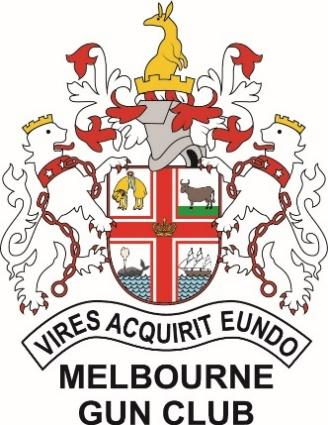 VIRES ACQUIRIT EUNDO
MELBOURNE
GUN CLUB